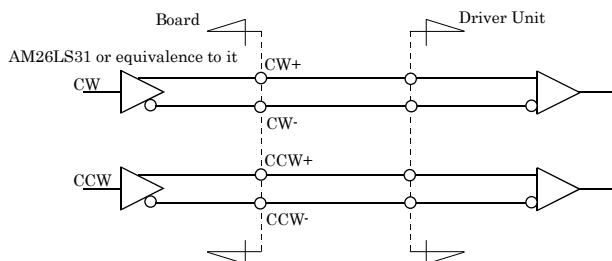 Board
Driver Unit
AM26LS31 or equivalence to it
CW
CW+
CW-
CCW
CCW+
CCW-